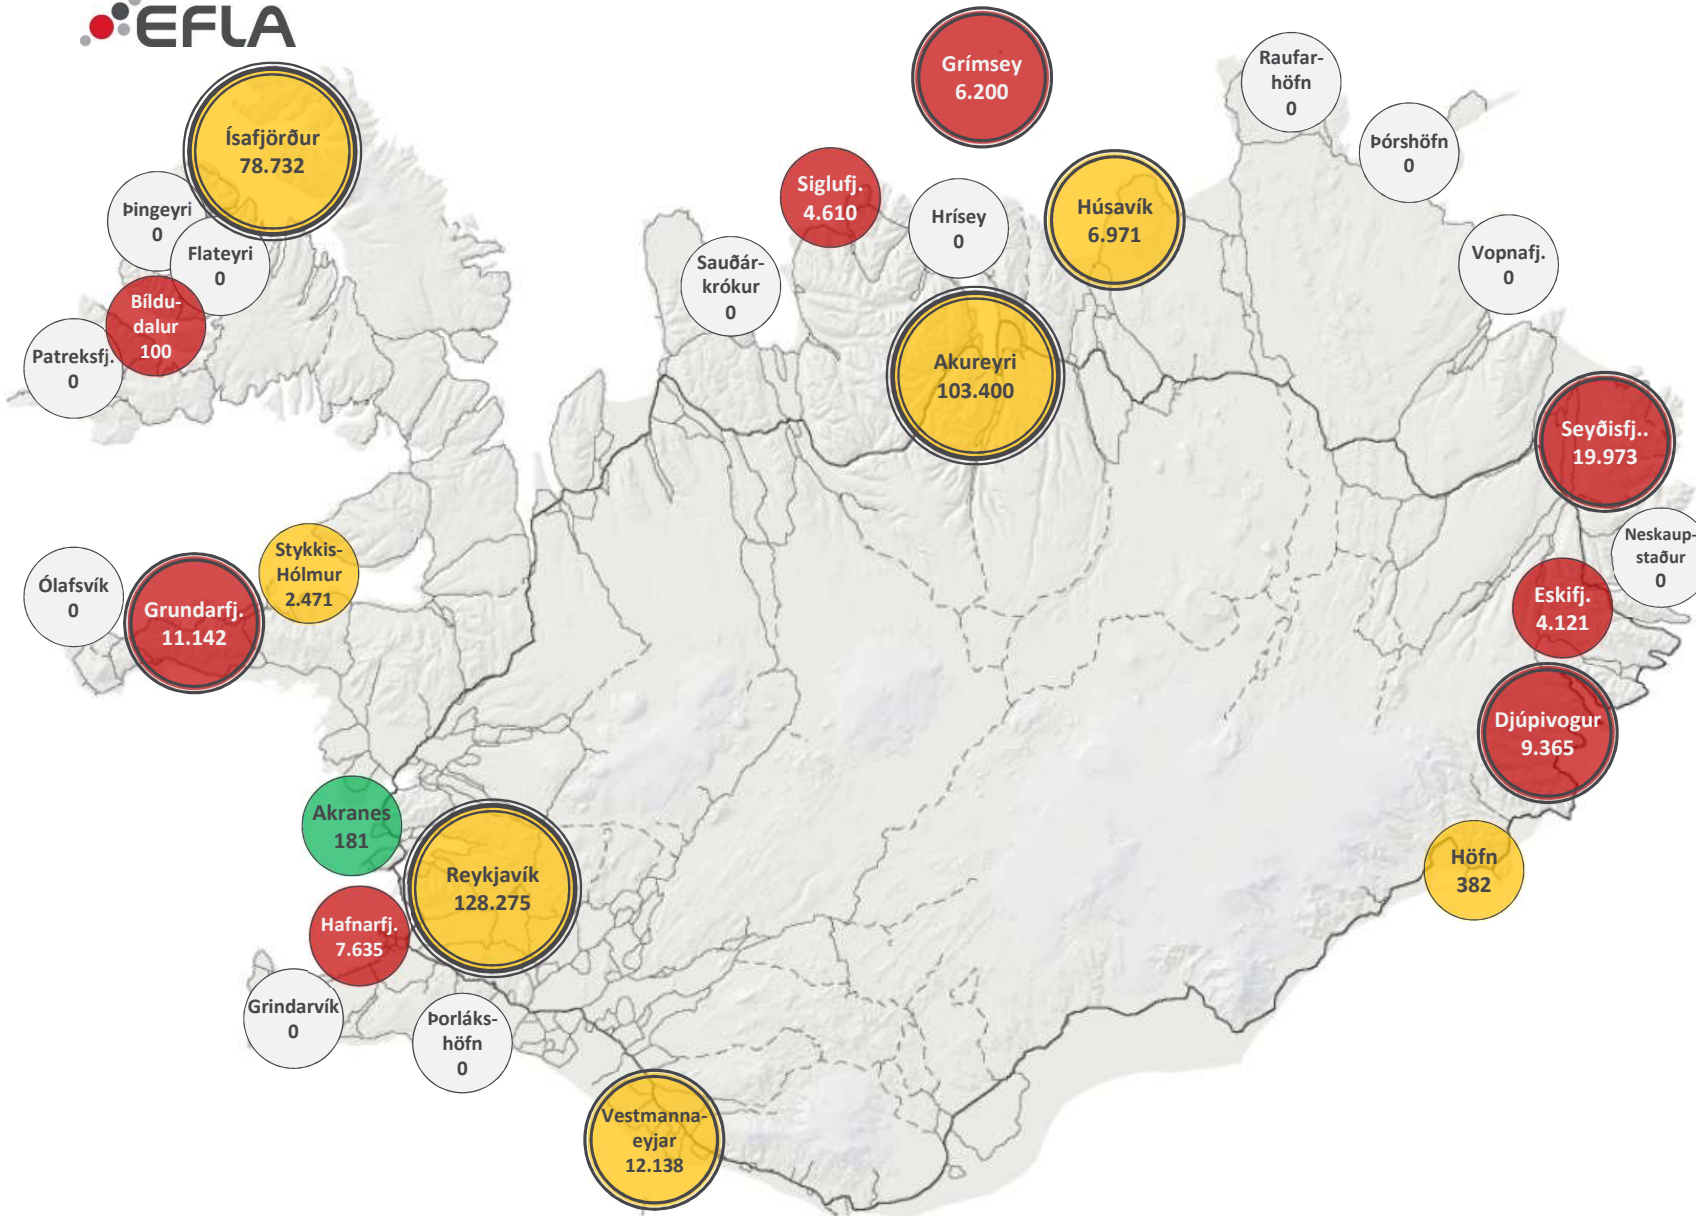 EFLA
Grímsey
6.200
Raufar-
höfn
0
Ísafjörður
78.732
Þórshöfn
0
Siglufj.
4.610
Hrísey
0
Húsavík
6.971
Þingeyri
0
Flateyri
0
Sauðár-
krókur
0
Vopnafj.
0
Bíldu-
dalur
100
Patreksfj.
0
Akureyri
103.400
Seyðisfj..
19.973
Neskaup-
staður
0
Stykkis-
Hólmur
2.471
Ólafsvík
0
Grundarfj.
11.142
Eskifj.
4.121
Djúpivogur
9.365
Akranes
181
Reykjavík
128.275
Höfn
382
Hafnarfj.
7.635
Grindarvík
0
Þorláks-
höfn
0
Vestmanna-
eyjar
12.138